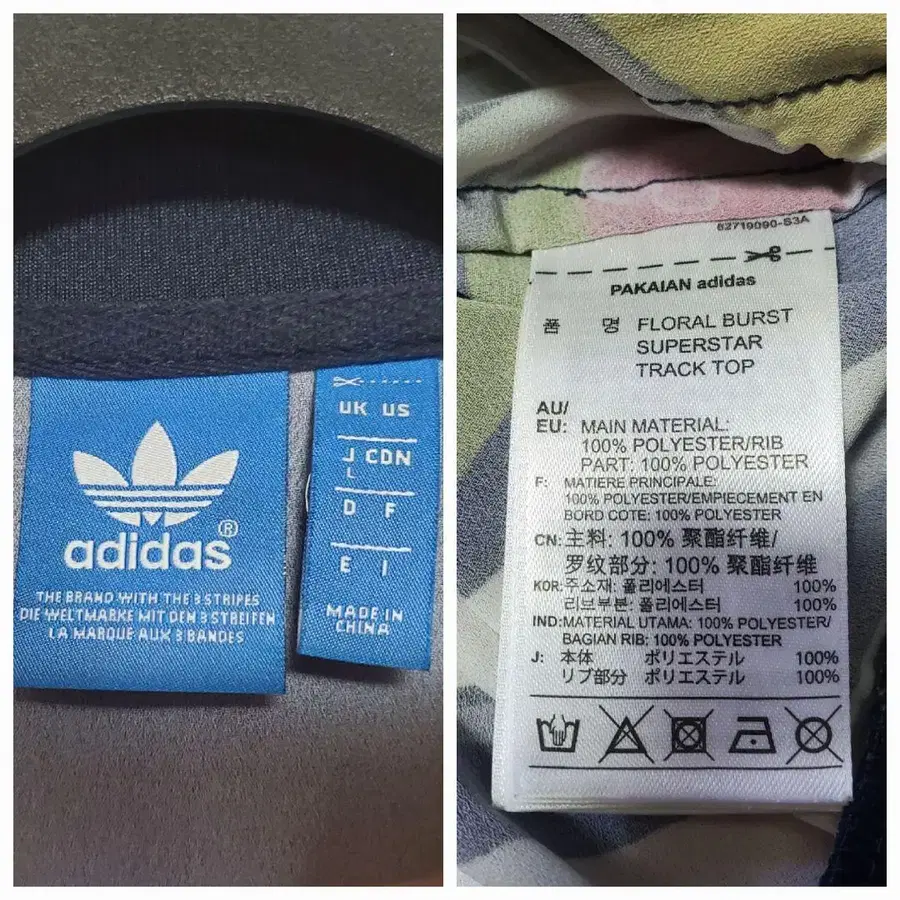 adidas®
THE BRAND WITH THE 3 STRIPES
DIE WELTMARKE MIT DEN 3 STREIFEN
LA MARQUE AUX 3 BANDES
UK US
J CDN
L
D F
E I
MADE IN
CHINA
82719090-S3A
PAKAIAN adidas
품 명 FLORAL BURST
SUPERSTAR
TRACK TOP
AU/
EU: MAIN MATERIAL:
100% POLYESTER/RIB
PART: 100% POLYESTER
F: MATIERE PRINCIPALE:
100% POLYESTER/EMPIECEMENT EN
BORD COTE: 100% POLYESTER
CN: 主料: 100% 聚酯纤维/
罗纹部分: 100% 聚酯纤维
KOR: 주소재: 폴리에스터 100%
리브부분: 폴리에스터 100%
IND: MATERIAL UTAMA: 100% POLYESTER/
BAGIAN RIB: 100% POLYESTER
J: 本体 ポリエステル 100%
リブ部分 ポリエステル 100%